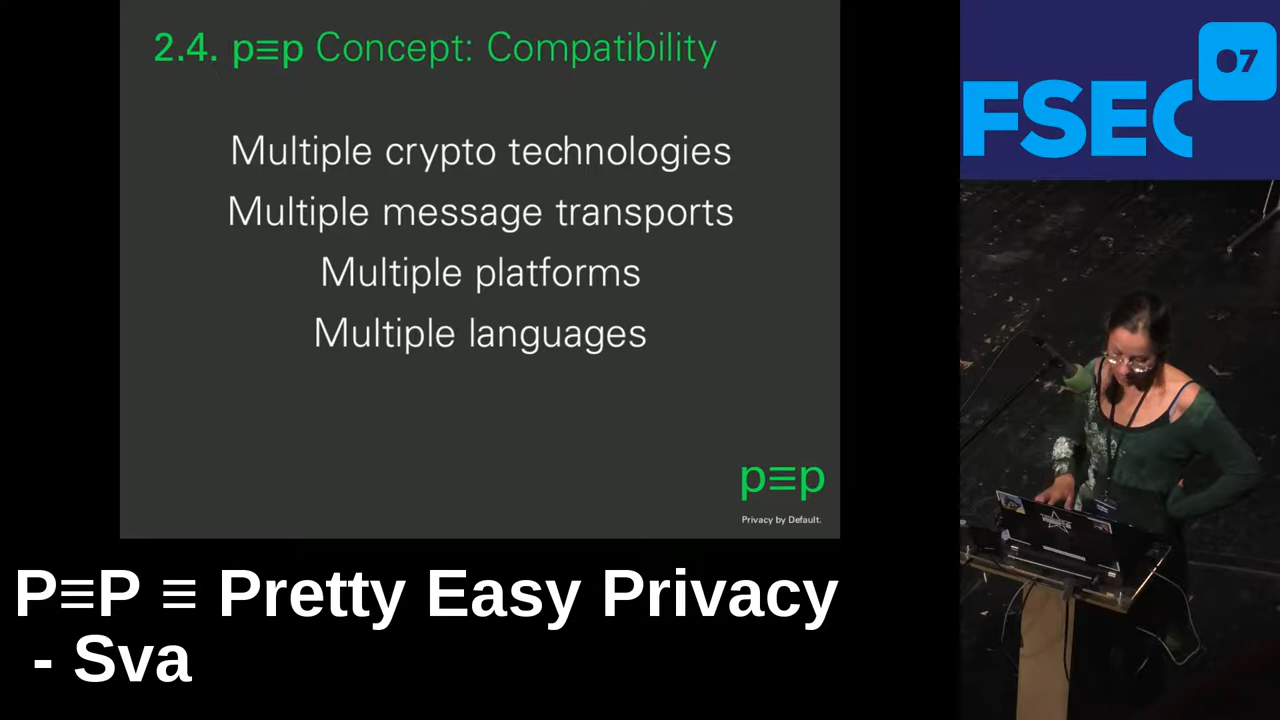 2.4. p≡p Concept: Compatibility
Multiple crypto technologies
Multiple message transports
Multiple platforms
Multiple languages
p≡p
Privacy by Default.
P≡P ≡ Pretty Easy Privacy
- Sva
FSEC
07